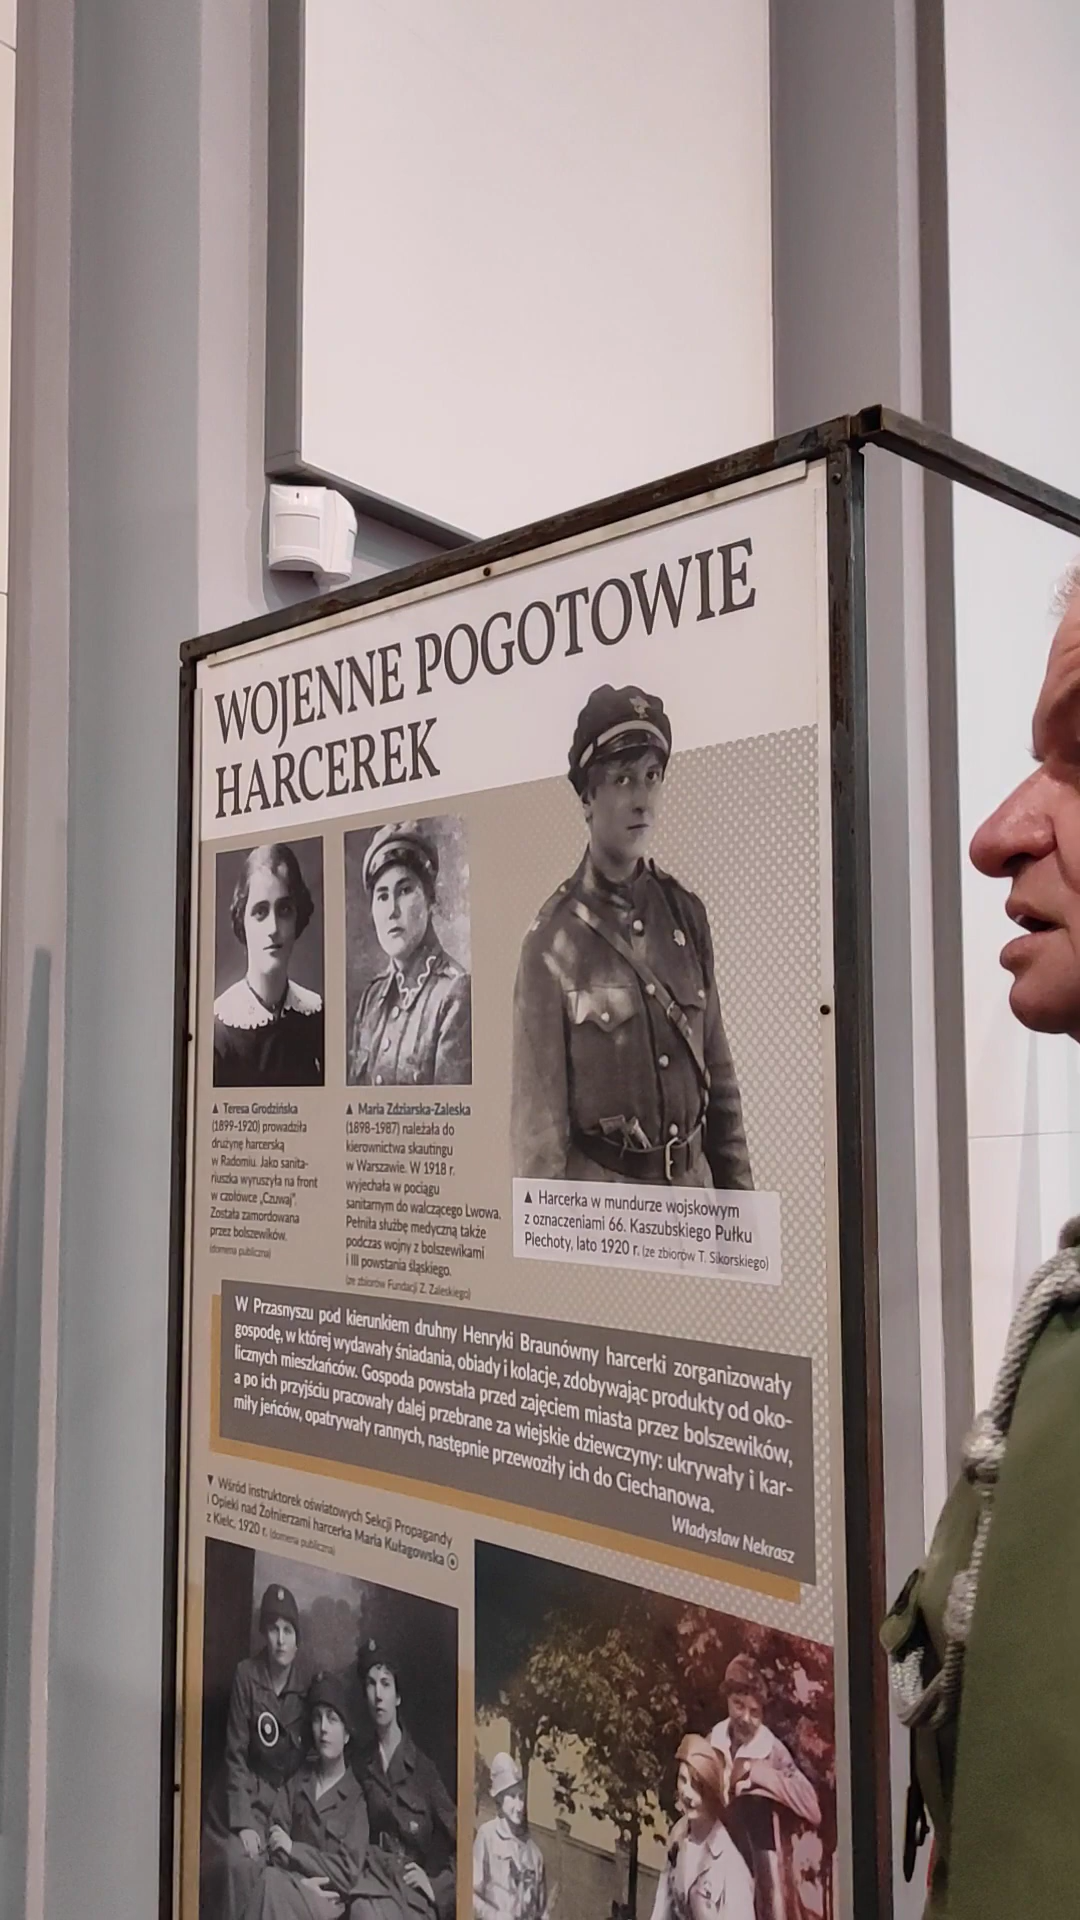 WOJENNE POGOTOWIE
HARCEREK
▲ Teresa Grodzińska
(1899-1920) prowadziła
drużynę harcerską
w Radomiu. Jako sanita-
riuszka wyruszyła na front
w czołówce „Czuwaj”.
Została zamordowana
przez bolszewików.
(domena publiczna)
▲ Maria Zdziarska-Zaleska
(1898-1987) należała do
kierownictwa skautingu
w Warszawie. W 1918 r.
wyjechała w pociągu
sanitarnym do walczącego Lwowa.
Pełniła służbę medyczną także
podczas wojny z bolszewikami
i III powstania śląskiego.
(ze zbiorów Fundacji Z. Zaleskiego)
▲ Harcerka w mundurze wojskowym
z oznaczeniami 66. Kaszubskiego Pułku
Piechoty, lato 1920 r. (ze zbiorów T. Sikorskiego)
W Przasnyszu pod kierunkiem druhny Henryki Braunówny harcerki zorganizowały
gospodę, w której wydawały śniadania, obiady i kolacje, zdobywając produkty od oko-
licznych mieszkańców. Gospoda powstała przed zajęciem miasta przez bolszewików,
a po ich przyjściu pracowały dalej przebrane za wiejskie dziewczyny: ukrywały i kar-
miły jeńców, opatrywały rannych, następnie przewoziły ich do Ciechanowa.
Władysław Nekrasz
▼ Wśród instruktorek oświatowych Sekcji Propagandy
i Opieki nad Żołnierzami harcerka Maria Kułagowska
z Kielc, 1920 r. (domena publiczna)